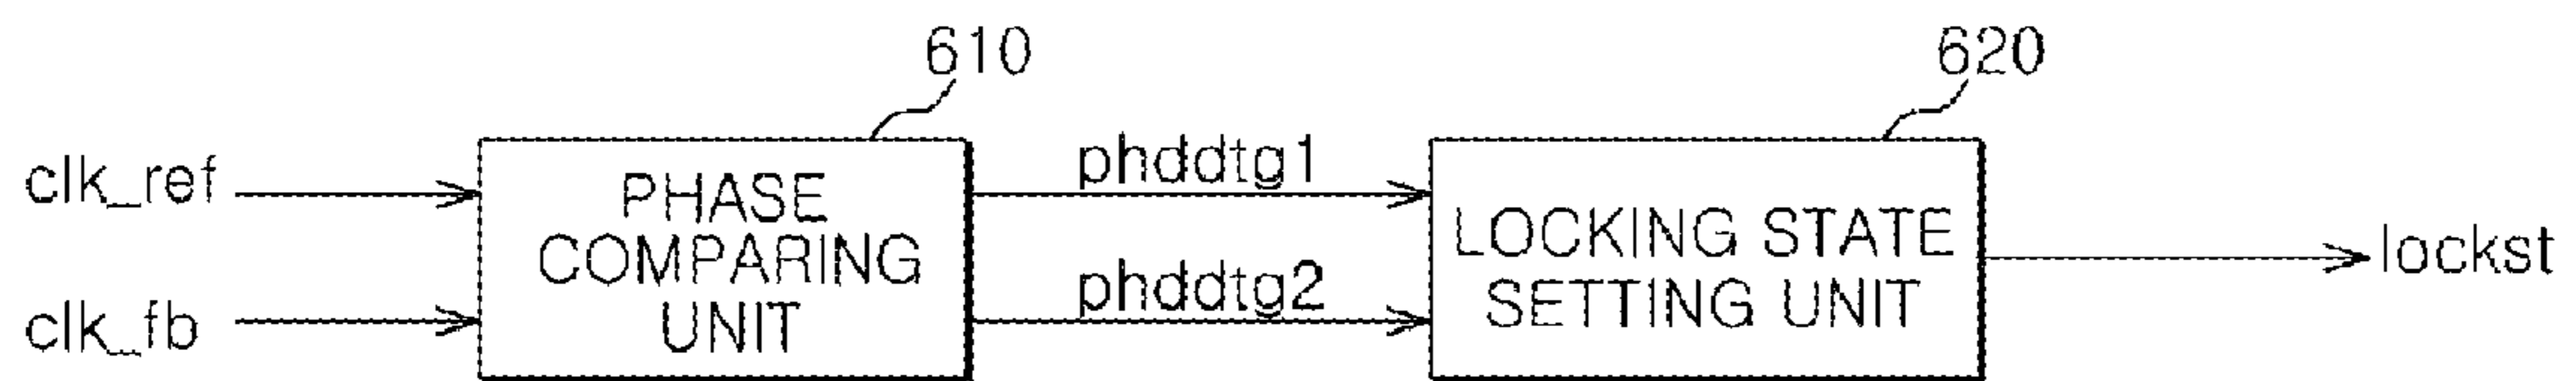 610
620
clk_ref
PHASE
COMPARING
UNIT
phddtg1
phddtg2
LOCKING STATE
SETTING UNIT
lockst
clk_fb